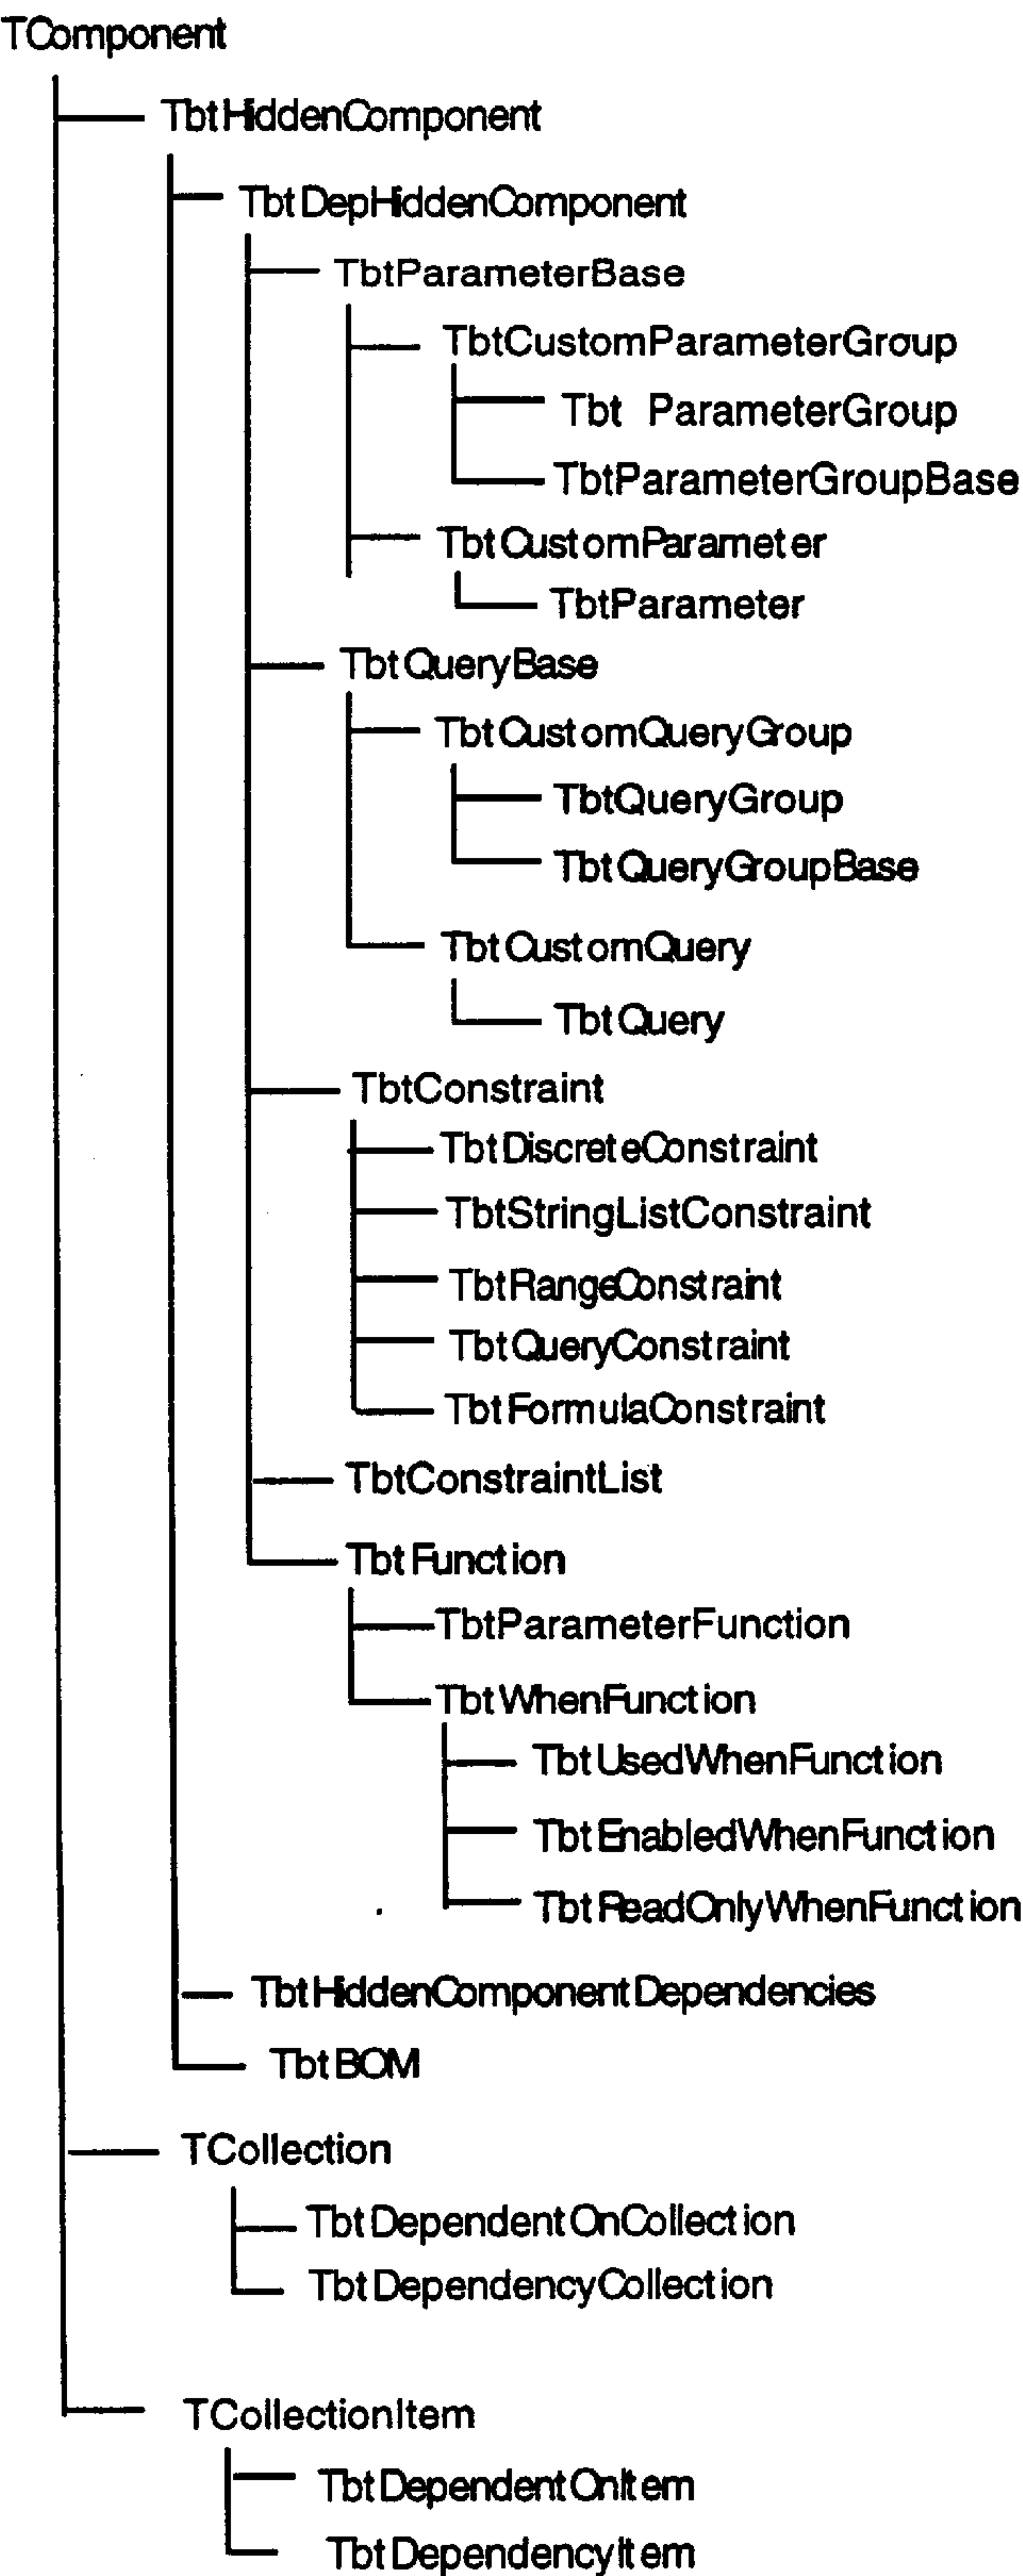 TComponent
TbtHiddenComponent
TbtDepHiddenComponent
TbtParameterBase
TbtCustomParameterGroup
Tbt ParameterGroup
TbtParameterGroupBase
TbtCustomParameter
TbtParameter
TbtQueryBase
TbtCustomQueryGroup
TbtQueryGroup
TbtQueryGroupBase
TbtCustomQuery
TbtQuery
TbtConstraint
TbtDiscreteConstraint
TbtStringListConstraint
TbtRangeConstraint
TbtQueryConstraint
TbtFormulaConstraint
TbtConstraintList
TbtFunction
TbtParameterFunction
TbtWhenFunction
TbtUsedWhenFunction
TbtEnabledWhenFunction
TbtReadOnlyWhenFunction
TbtHiddenComponentDependencies
TbtBOM
TCollection
TbtDependentOnCollection
TbtDependencyCollection
TCollectionItem
TbtDependentOnItem
TbtDependencyItem